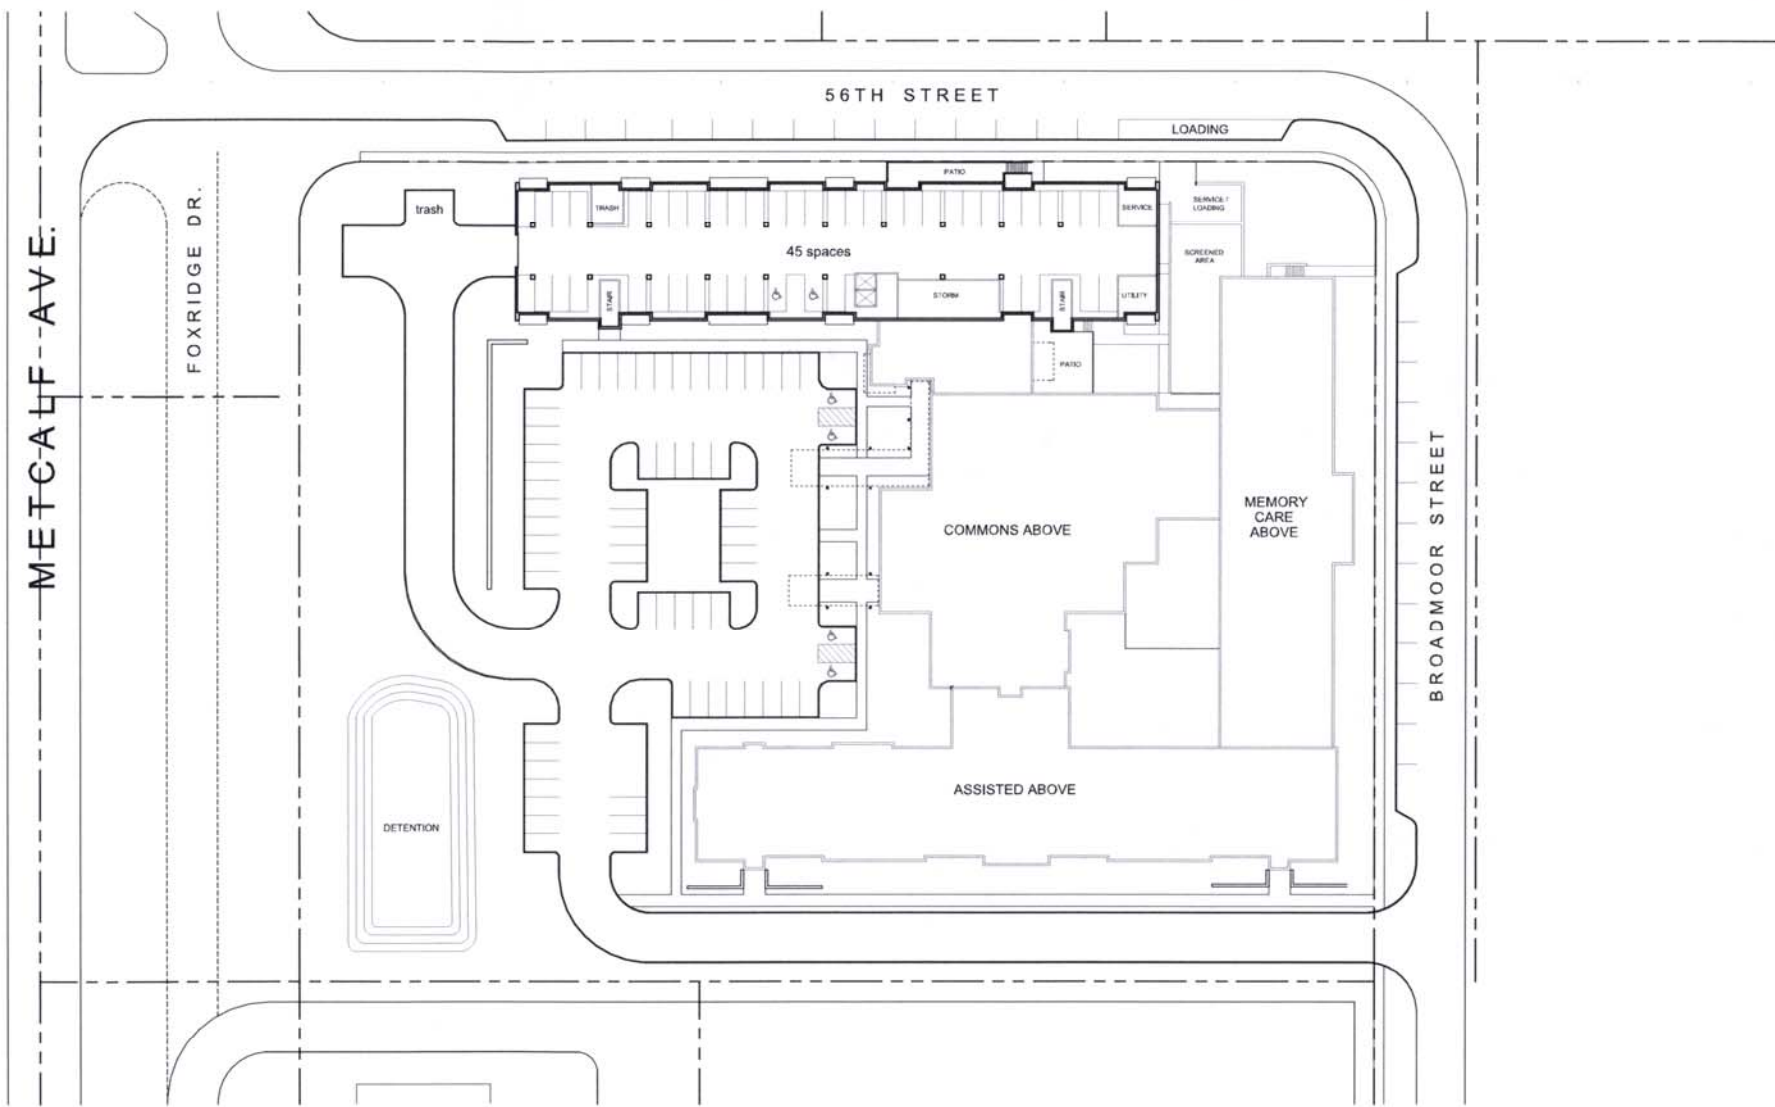 56TH STREET
LOADING
METCALF AVE.
FOXRIDGE DR.
trash
TRASH
PATIO
SERVICE
SERVICE / LOADING
45 spaces
SCREENED
AREA
STAIR
STORM
STAIR
UTILITY
PATIO
COMMONS ABOVE
MEMORY
CARE
ABOVE
BROADMOOR STREET
ASSISTED ABOVE
DETENTION